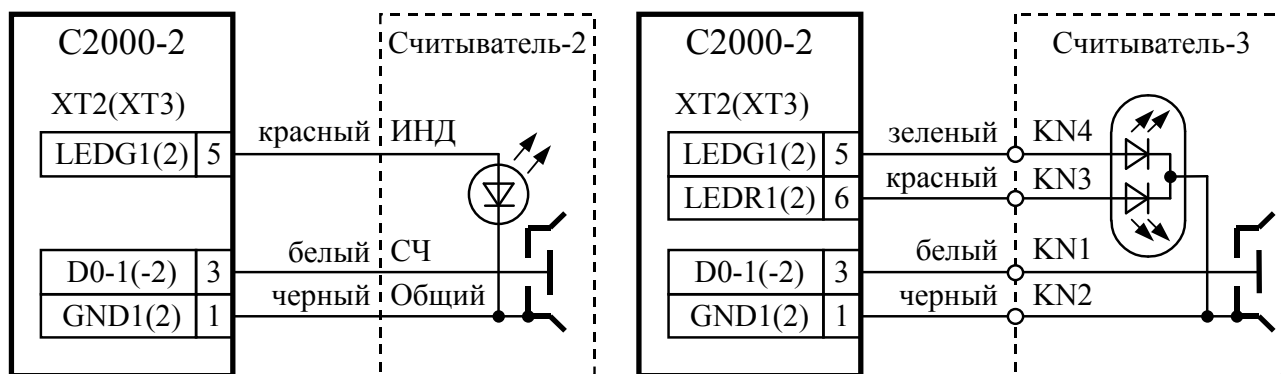 С2000-2
Считыватель-2
XT2(XT3)
красный ИНД
LEDG1(2) 5
белый СЧ
D0-1(-2) 3
черный Общий
GND1(2) 1
С2000-2
Считыватель-3
XT2(XT3)
зеленый KN4
LEDG1(2) 5
красный KN3
LEDR1(2) 6
белый KN1
D0-1(-2) 3
черный KN2
GND1(2) 1